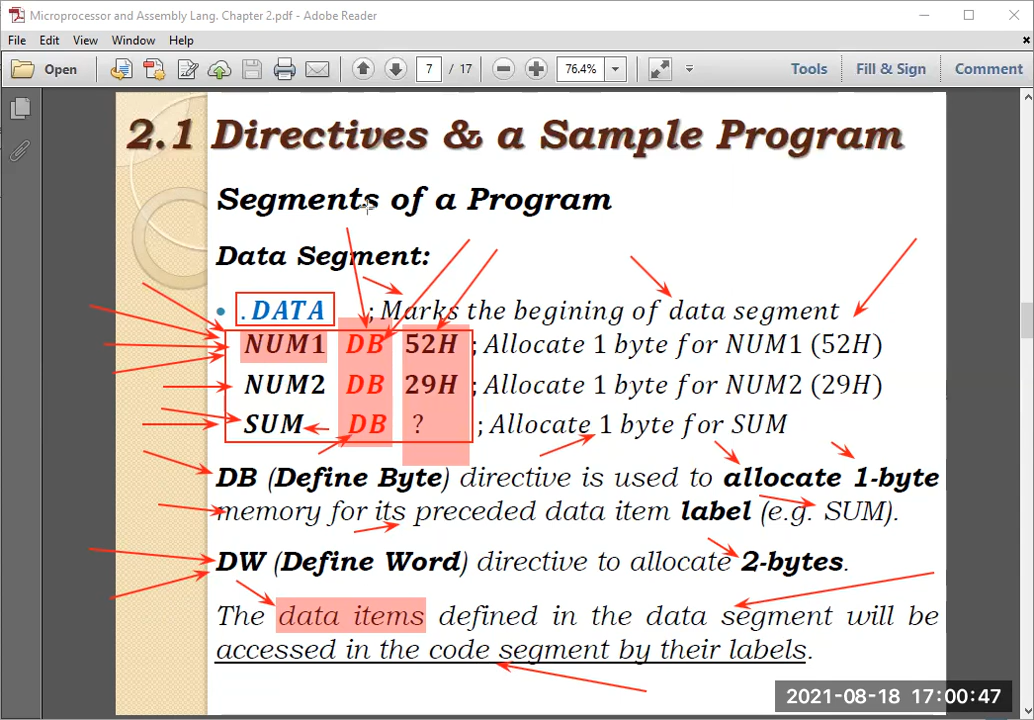 Microprocessor and Assembly Lang. Chapter 2.pdf - Adobe Reader
File Edit View Window Help
Open 7 / 17 76.4% Tools Fill & Sign Comment
2.1 Directives & a Sample Program
Segments of a Program
Data Segment:
• .DATA ; Marks the begining of data segment
NUM1 DB 52H ; Allocate 1 byte for NUM1 (52H)
NUM2 DB 29H ; Allocate 1 byte for NUM2 (29H)
SUM DB ? ; Allocate 1 byte for SUM
DB (Define Byte) directive is used to allocate 1-byte
memory for its preceded data item label (e.g. SUM).
DW (Define Word) directive to allocate 2-bytes.
The data items defined in the data segment will be
accessed in the code segment by their labels.
2021-08-18 17:00:47